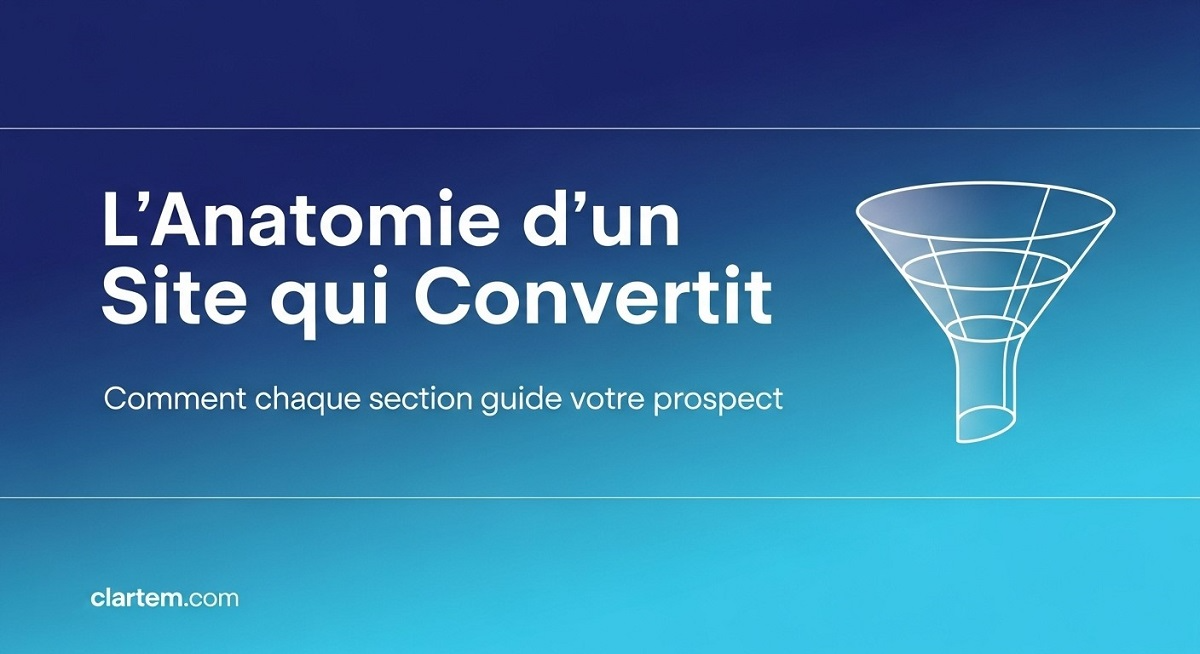 L’Anatomie d’un
Site qui Convertit
Comment chaque section guide votre prospect
clartem.com